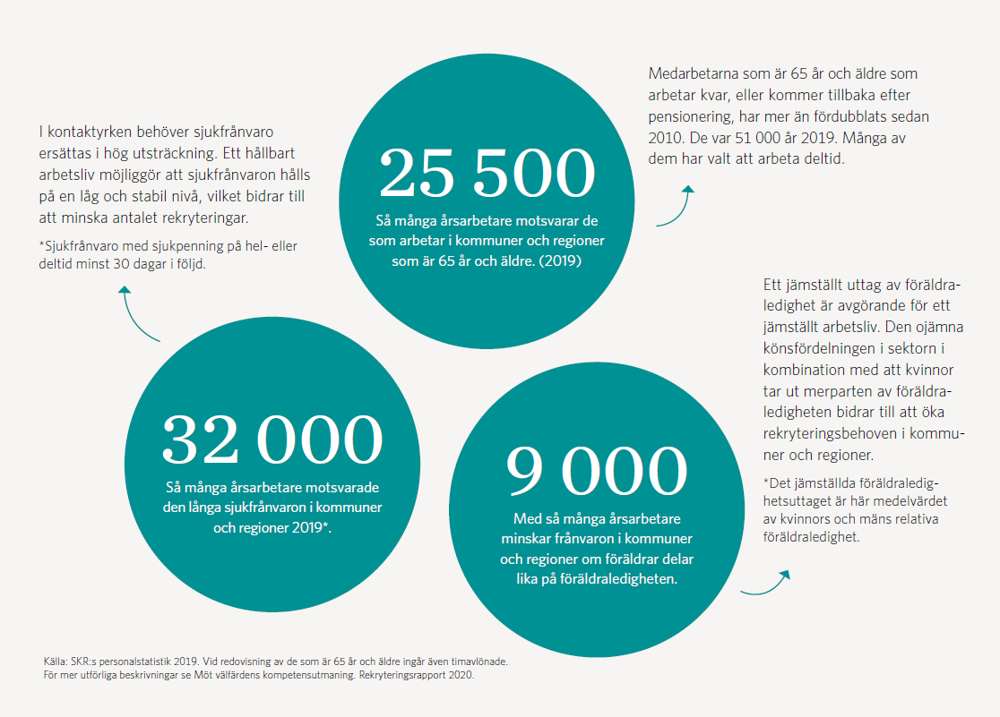 Medarbetarna som är 65 år och äldre som
arbetar kvar, eller kommer tillbaka efter
pensionering, har mer än fördubblats sedan
2010. De var 51 000 år 2019. Många av
dem har valt att arbeta deltid.
I kontaktyrken behöver sjukfrånvaro
ersättas i hög utsträckning. Ett hållbart
arbetsliv möjliggör att sjukfrånvaron hålls
på en låg och stabil nivå, vilket bidrar till
att minska antalet rekryteringar.
*Sjukfrånvaro med sjukpenning på hel- eller
deltid minst 30 dagar i följd.
25 500
Så många årsarbetare motsvarar de
som arbetar i kommuner och regioner
som är 65 år och äldre. (2019)
Ett jämställt uttag av föräldra-
ledighet är avgörande för ett
jämställt arbetsliv. Den ojämna
könsfördelningen i sektorn i
kombination med att kvinnor
tar ut merparten av föräldra-
ledigheten bidrar till att öka
rekryteringsbehoven i kommu-
ner och regioner.
*Det jämställda föräldraledig-
hetsuttaget är här medelvärdet
av kvinnors och mäns relativa
föräldraledighet.
32 000
Så många årsarbetare motsvarade
den långa sjukfrånvaron i kommuner
och regioner 2019*.
9 000
Med så många årsarbetare
minskar frånvaron i kommuner
och regioner om föräldrar delar
lika på föräldraledigheten.
Källa: SKR:s personalstatistik 2019. Vid redovisning av de som är 65 år och äldre ingår även timavlönade.
För mer utförliga beskrivningar se Möt välfärdens kompetensutmaning. Rekryteringsrapport 2020.